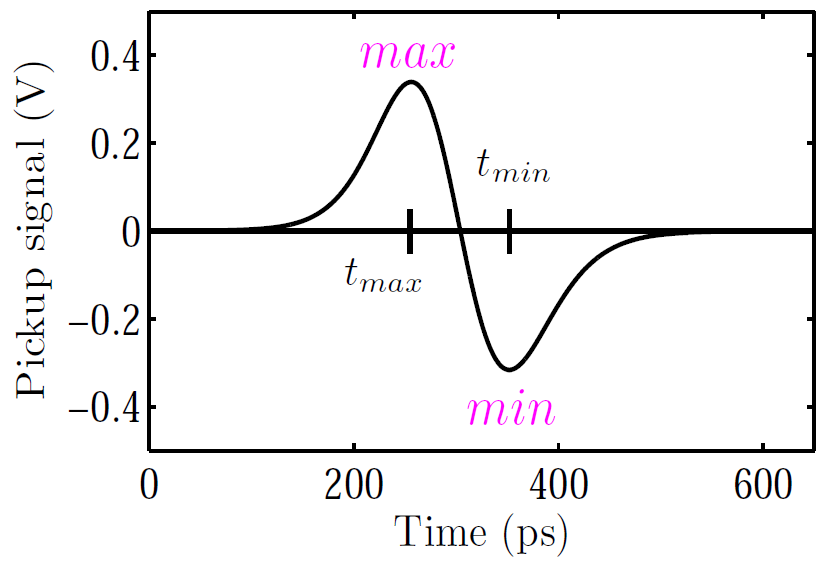 Pickup signal (V)
0.4
0.2
0
−0.2
−0.4
max
t_min
t_max
min
0
200
400
600
Time (ps)